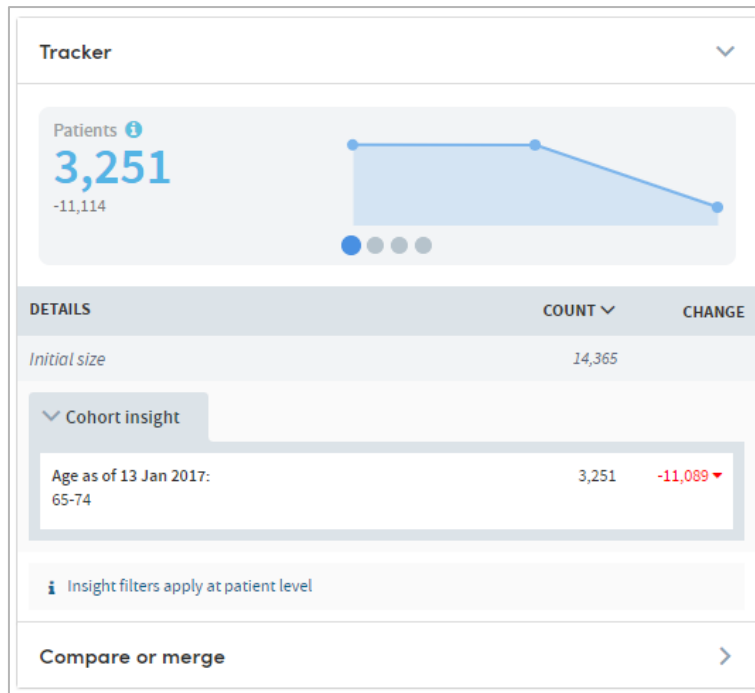 Tracker
Patients
3,251
-11,114
DETAILS COUNT CHANGE
Initial size 14,365
Cohort insight
Age as of 13 Jan 2017: 3,251 -11,089
65-74
Insight filters apply at patient level
Compare or merge